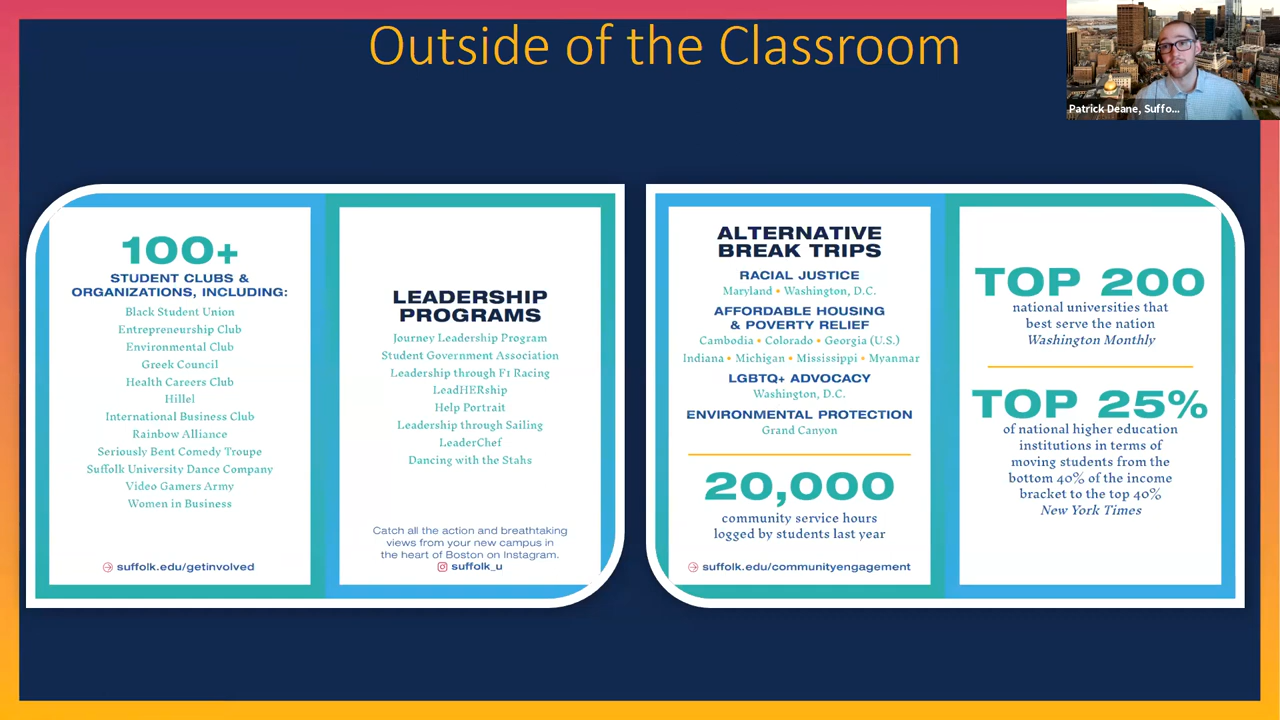 Outside of the Classroom
Patrick Deane, Suffo...
100+
STUDENT CLUBS &
ORGANIZATIONS, INCLUDING:
Black Student Union
Entrepreneurship Club
Environmental Club
Greek Council
Health Careers Club
Hillel
International Business Club
Rainbow Alliance
Seriously Bent Comedy Troupe
Suffolk University Dance Company
Video Gamers Army
Women in Business
suffolk.edu/getinvolved
LEADERSHIP
PROGRAMS
Journey Leadership Program
Student Government Association
Leadership through F1 Racing
LeadHERship
Help Portrait
Leadership through Sailing
LeaderChef
Dancing with the Stahs
Catch all the action and breathtaking
views from your new campus in
the heart of Boston on Instagram.
suffolk_u
ALTERNATIVE
BREAK TRIPS
RACIAL JUSTICE
Maryland • Washington, D.C.
AFFORDABLE HOUSING
& POVERTY RELIEF
Cambodia • Colorado • Georgia (U.S.)
Indiana • Michigan • Mississippi • Myanmar
LGBTQ+ ADVOCACY
Washington, D.C.
ENVIRONMENTAL PROTECTION
Grand Canyon
20,000
community service hours
logged by students last year
suffolk.edu/communityengagement
TOP 200
national universities that
best serve the nation
Washington Monthly
TOP 25%
of national higher education
institutions in terms of
moving students from the
bottom 40% of the income
bracket to the top 40%
New York Times